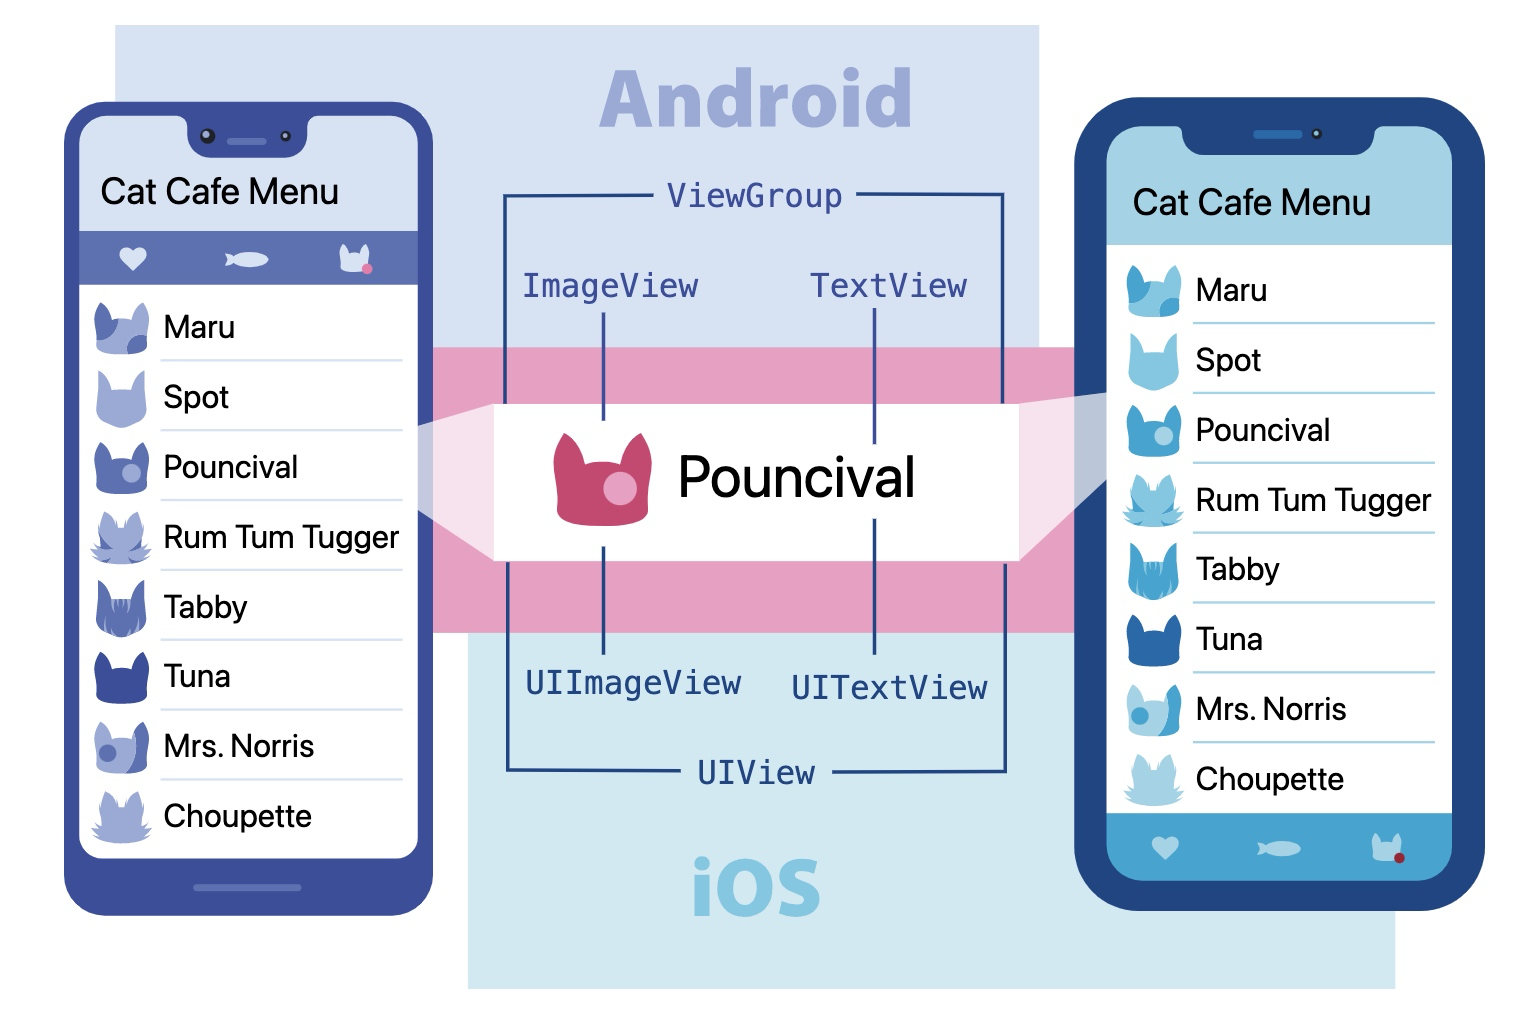 Android
Cat Cafe Menu
Maru
Spot
Pouncival
Rum Tum Tugger
Tabby
Tuna
Mrs. Norris
Choupette
ViewGroup
ImageView TextView
Pouncival
UIImageView UITextView
UIView
iOS
Cat Cafe Menu
Maru
Spot
Pouncival
Rum Tum Tugger
Tabby
Tuna
Mrs. Norris
Choupette